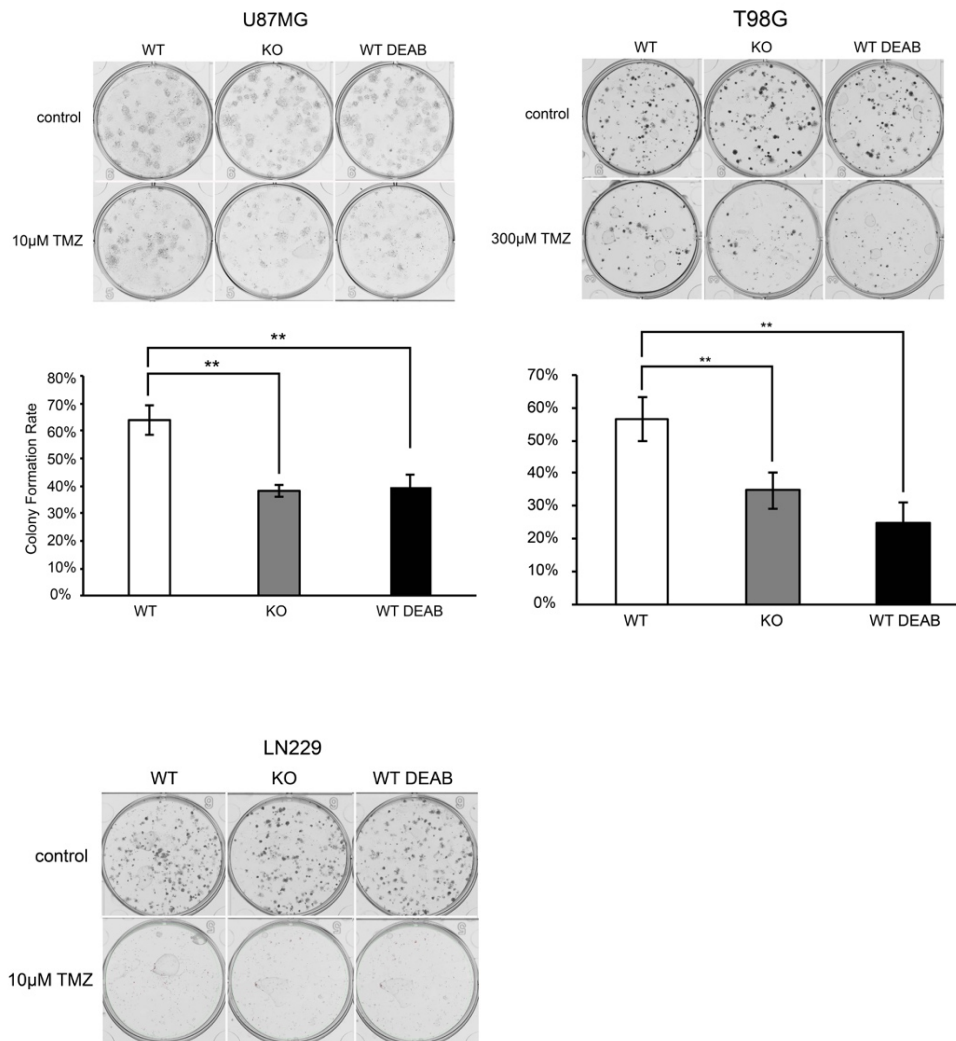 U87MG
WT KO WT DEAB
control
10µM TMZ
**
**
Colony Formation Rate
80%
70%
60%
50%
40%
30%
20%
10%
0%
WT KO WT DEAB
T98G
WT KO WT DEAB
control
300µM TMZ
**
**
70%
60%
50%
40%
30%
20%
10%
0%
WT KO WT DEAB
LN229
WT KO WT DEAB
control
10µM TMZ